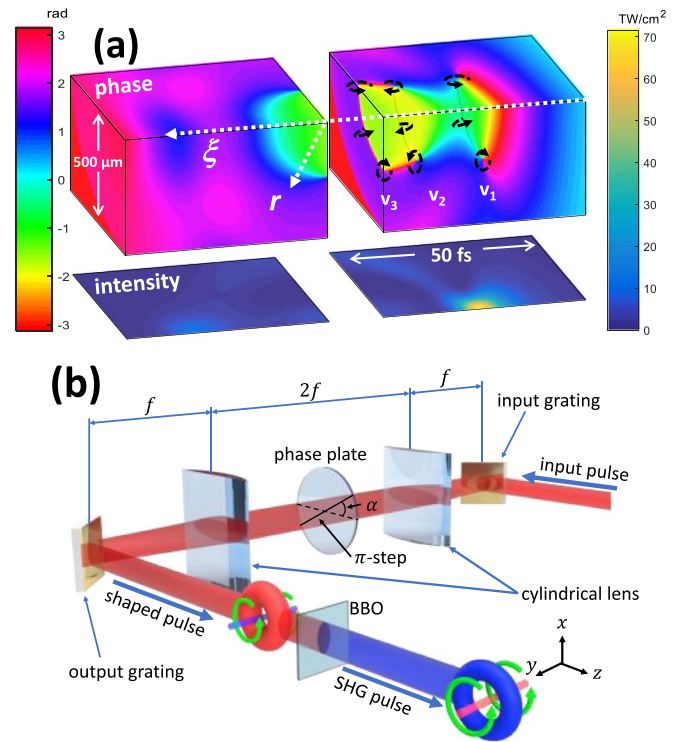 rad
(a)
TW/cm²
3
2
1
0
-1
-2
-3
phase
500 µm
ξ
r
v₃
v₂
v₁
50 fs
intensity
70
60
50
40
30
20
10
0
(b)
f
2f
f
input grating
phase plate
input pulse
α
π-step
cylindrical lens
shaped pulse
BBO
output grating
SHG pulse
x
y
z